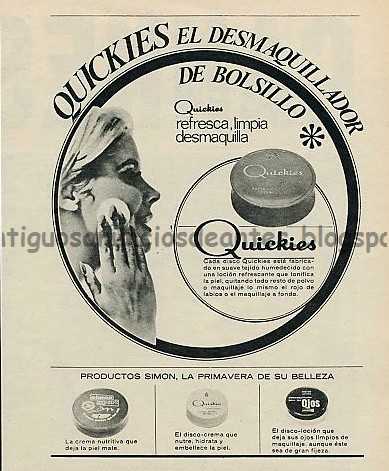 QUICKIES EL DESMAQUILLADOR
DE BOLSILLO
Quickies
refresca, limpia
desmaquilla
Quickies
Quickies
Cada disco Quickies está fabrica-
do en suave tejido humedecido con
una loción refrescante que tonifica
la piel, quitando todo resto de polvo
o maquillaje lo mismo el rojo de
labios o el maquillaje a fondo.
PRODUCTOS SIMON, LA PRIMAVERA DE SU BELLEZA
La crema nutritiva que
deja la piel mate.
Quickies
El disco-crema que
nutre, hidrata y
embellece la piel.
Ojos
El disco-loción que
deja sus ojos limpios de
maquillaje, aunque éste
sea de gran fijeza.